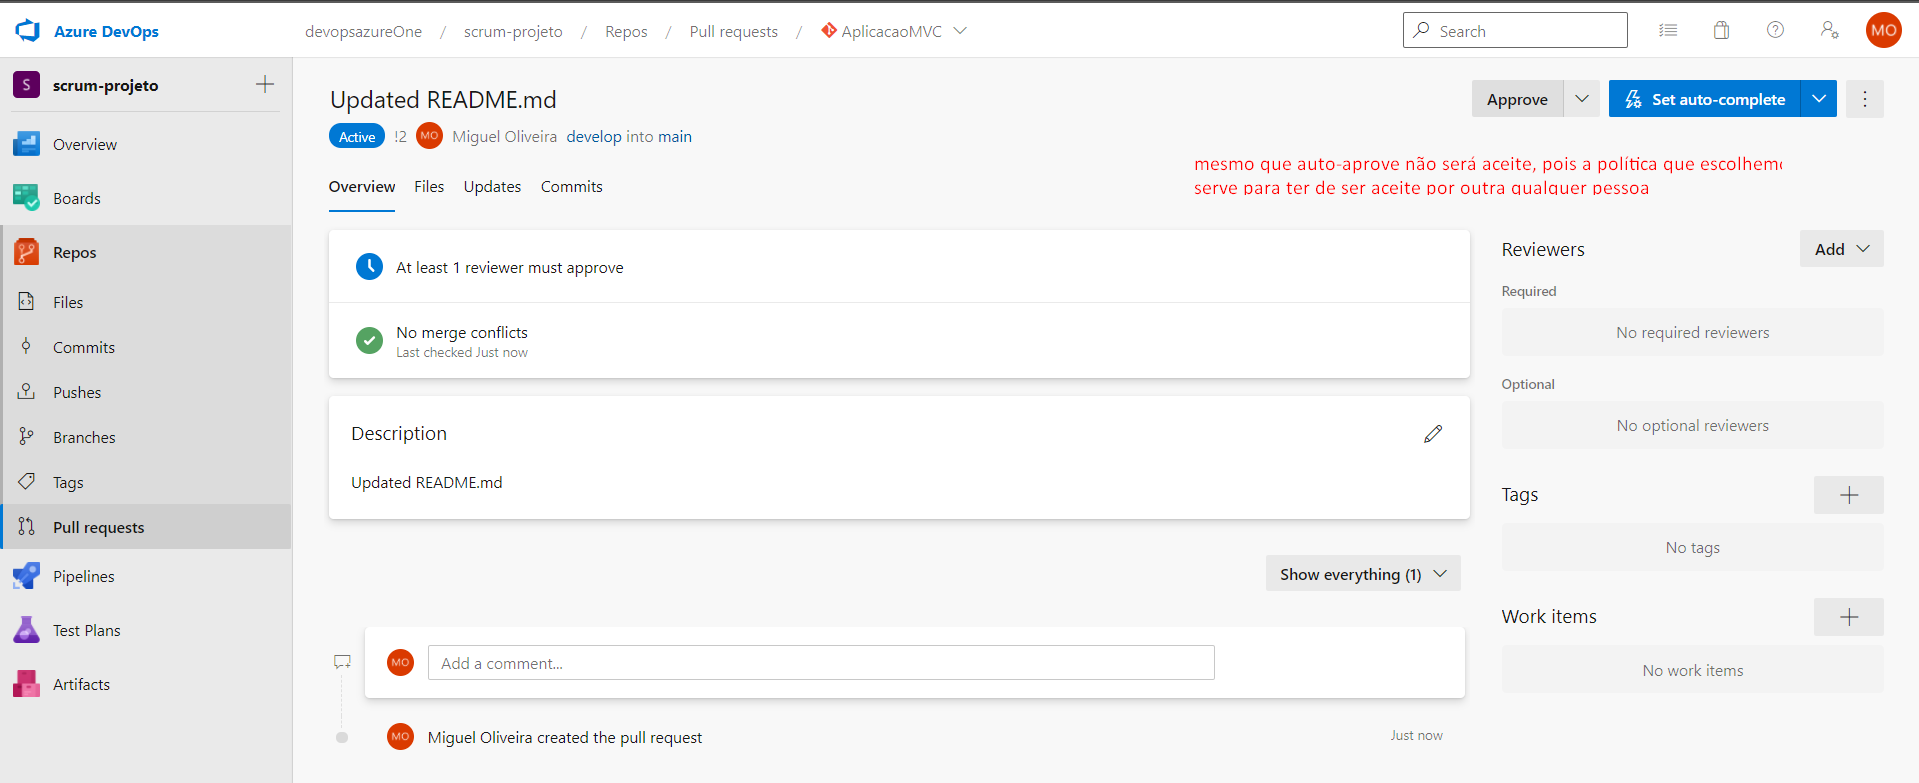 Azure DevOps
devopsazureOne / scrum-projeto / Repos / Pull requests / AplicacaoMVC
Search
MO
S scrum-projeto
Overview
Boards
Repos
Files
Commits
Pushes
Branches
Tags
Pull requests
Pipelines
Test Plans
Artifacts
Updated README.md
Approve
Set auto-complete
Active !2 MO Miguel Oliveira develop into main
mesmo que auto-aprove não será aceite, pois a política que escolhemo
serve para ter de ser aceite por outra qualquer pessoa
Overview Files Updates Commits
At least 1 reviewer must approve
No merge conflicts
Last checked Just now
Description
Updated README.md
Show everything (1)
MO Add a comment...
MO Miguel Oliveira created the pull request Just now
Reviewers Add
Required
No required reviewers
Optional
No optional reviewers
Tags
No tags
Work items
No work items